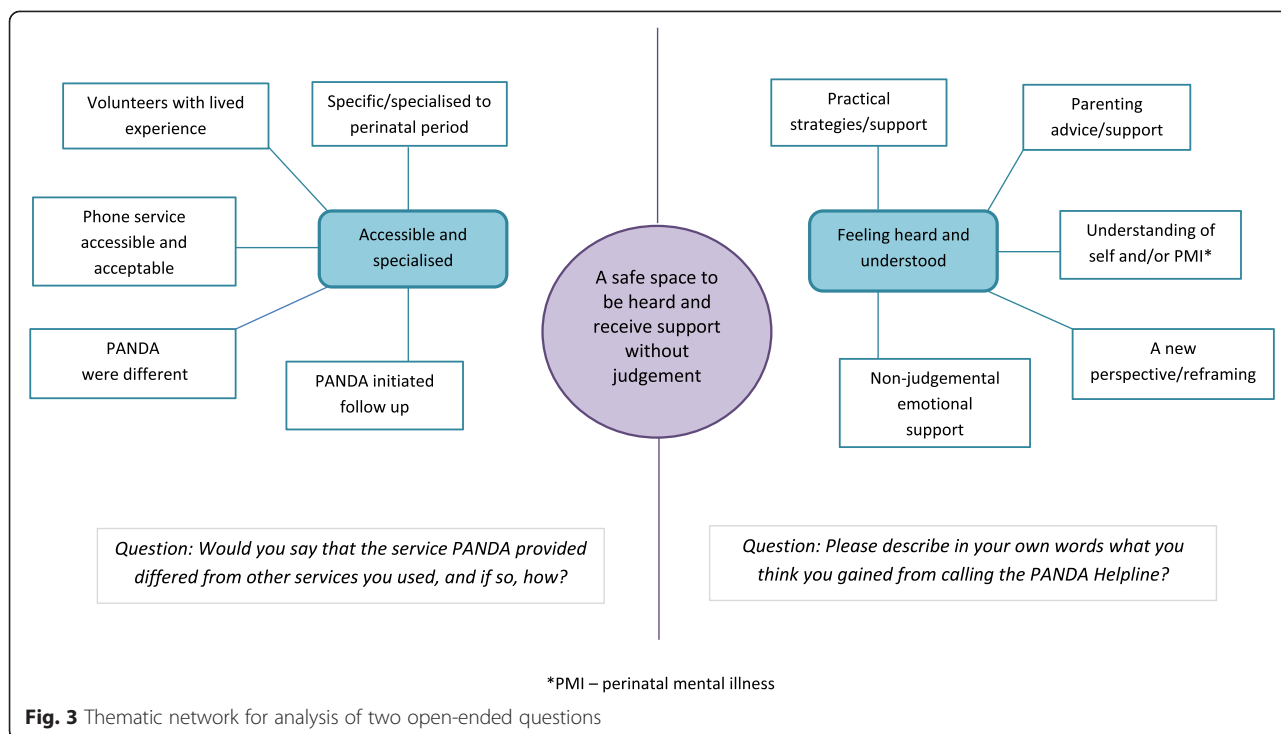 Volunteers with lived
experience
Specific/specialised to
perinatal period
Phone service
accessible and
acceptable
Accessible and
specialised
PANDA
were different
PANDA initiated
follow up
A safe space to
be heard and
receive support
without
judgement
Practical
strategies/support
Parenting
advice/support
Feeling heard and
understood
Understanding of
self and/or PMI*
Non-judgemental
emotional
support
A new
perspective/reframing
Question: Would you say that the service PANDA provided
differed from other services you used, and if so, how?
Question: Please describe in your own words what you
think you gained from calling the PANDA Helpline?
*PMI – perinatal mental illness
Fig. 3 Thematic network for analysis of two open-ended questions